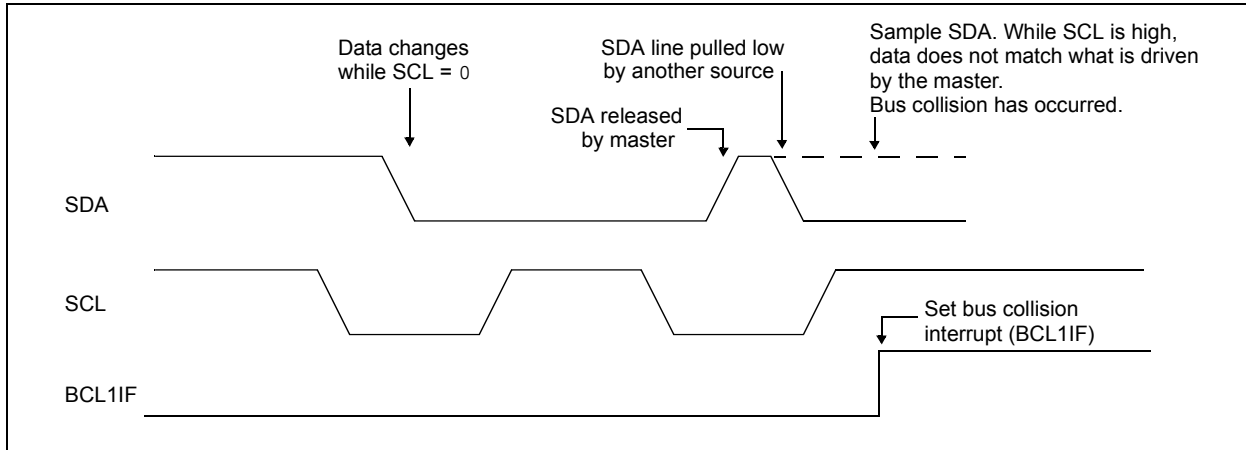 Data changes
while SCL = 0
SDA line pulled low
by another source
SDA released
by master
Sample SDA. While SCL is high,
data does not match what is driven
by the master.
Bus collision has occurred.
SDA
SCL
Set bus collision
interrupt (BCL1IF)
BCL1IF